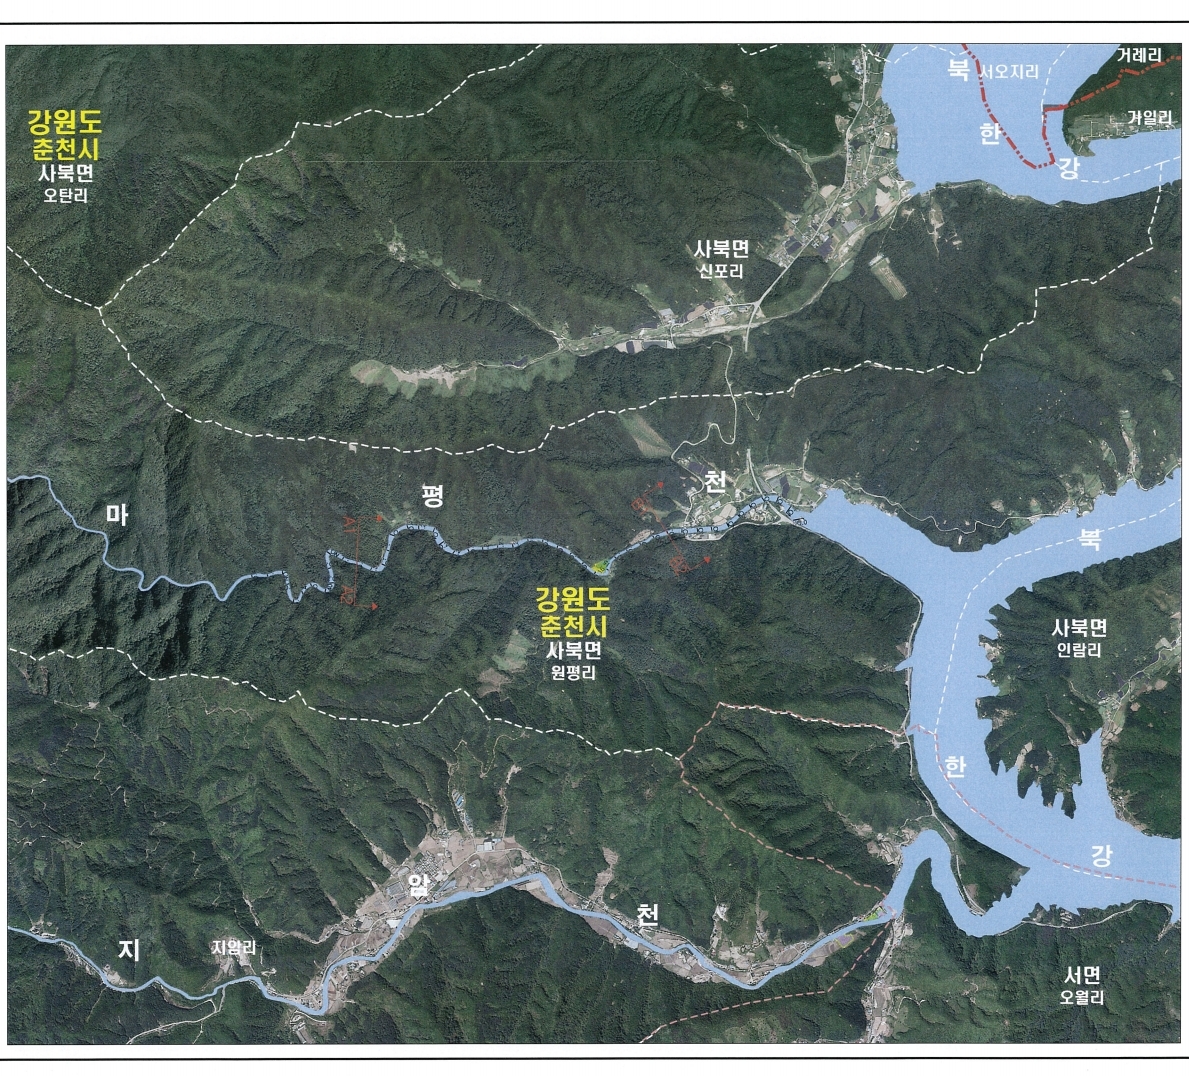 강원도
춘천시
사북면
오탄리
북
한
강
서오지리
거례리
가일리
사북면
신포리
마
평
천
강원도
춘천시
사북면
원평리
북
한
강
사북면
인람리
지
암
천
지암리
서면
오월리